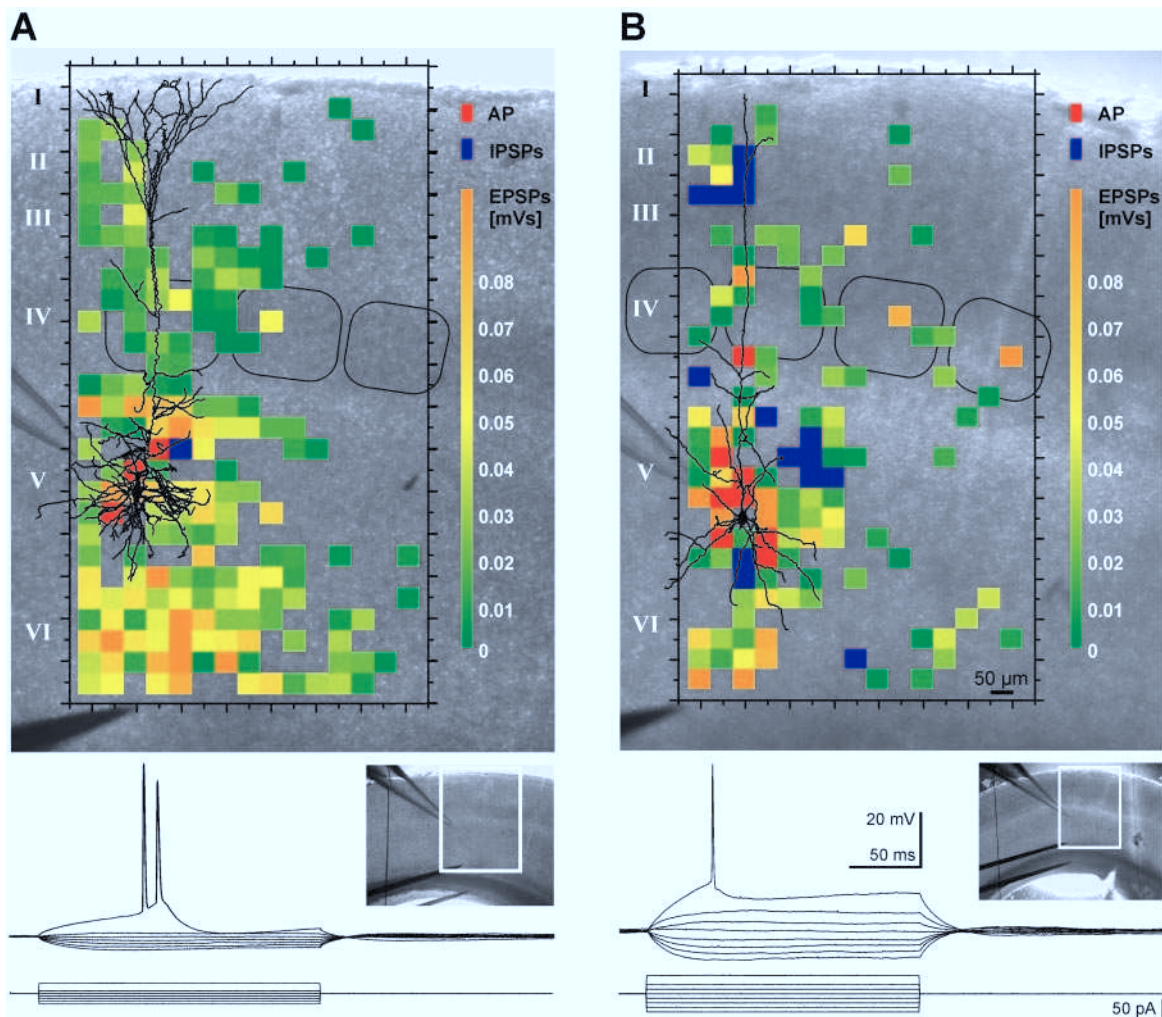 A
I
II
III
IV
V
VI
AP
IPSPs
EPSPs
[mVs]
0.08
0.07
0.06
0.05
0.04
0.03
0.02
0.01
0
B
I
II
III
IV
V
VI
AP
IPSPs
EPSPs
[mVs]
0.08
0.07
0.06
0.05
0.04
0.03
0.02
0.01
0
50 µm
20 mV
50 ms
50 pA